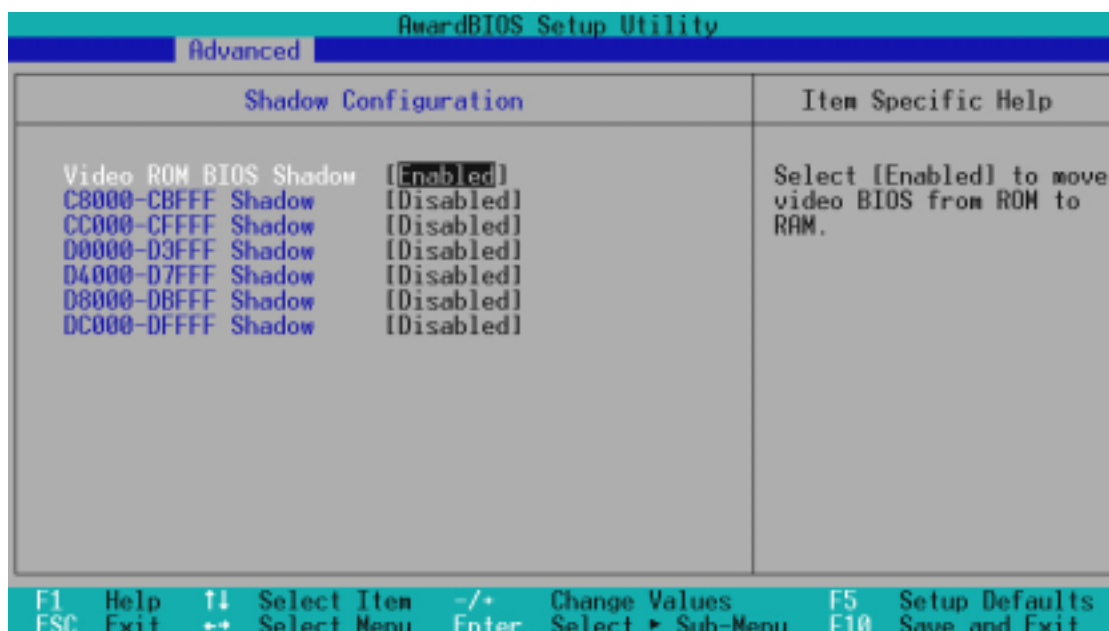 AwardBIOS Setup Utility
Advanced
Shadow Configuration
Item Specific Help
Video ROM BIOS Shadow [Enabled]
C8000-CBFFF Shadow [Disabled]
CC000-CFFFF Shadow [Disabled]
D0000-D3FFF Shadow [Disabled]
D4000-D7FFF Shadow [Disabled]
D8000-DBFFF Shadow [Disabled]
DC000-DFFFF Shadow [Disabled]
Select [Enabled] to move
video BIOS from ROM to
RAM.
F1 Help ↑↓ Select Item -/+ Change Values F5 Setup Defaults
ESC Exit ←→ Select Menu Enter Select ► Sub-Menu F10 Save and Exit